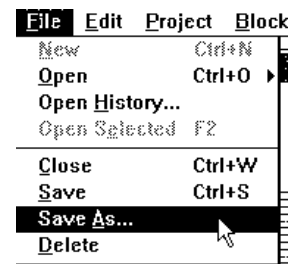 File Edit Project Block
New Ctrl+N
Open Ctrl+O
Open History...
Open Selected F2
Close Ctrl+W
Save Ctrl+S
Save As...
Delete